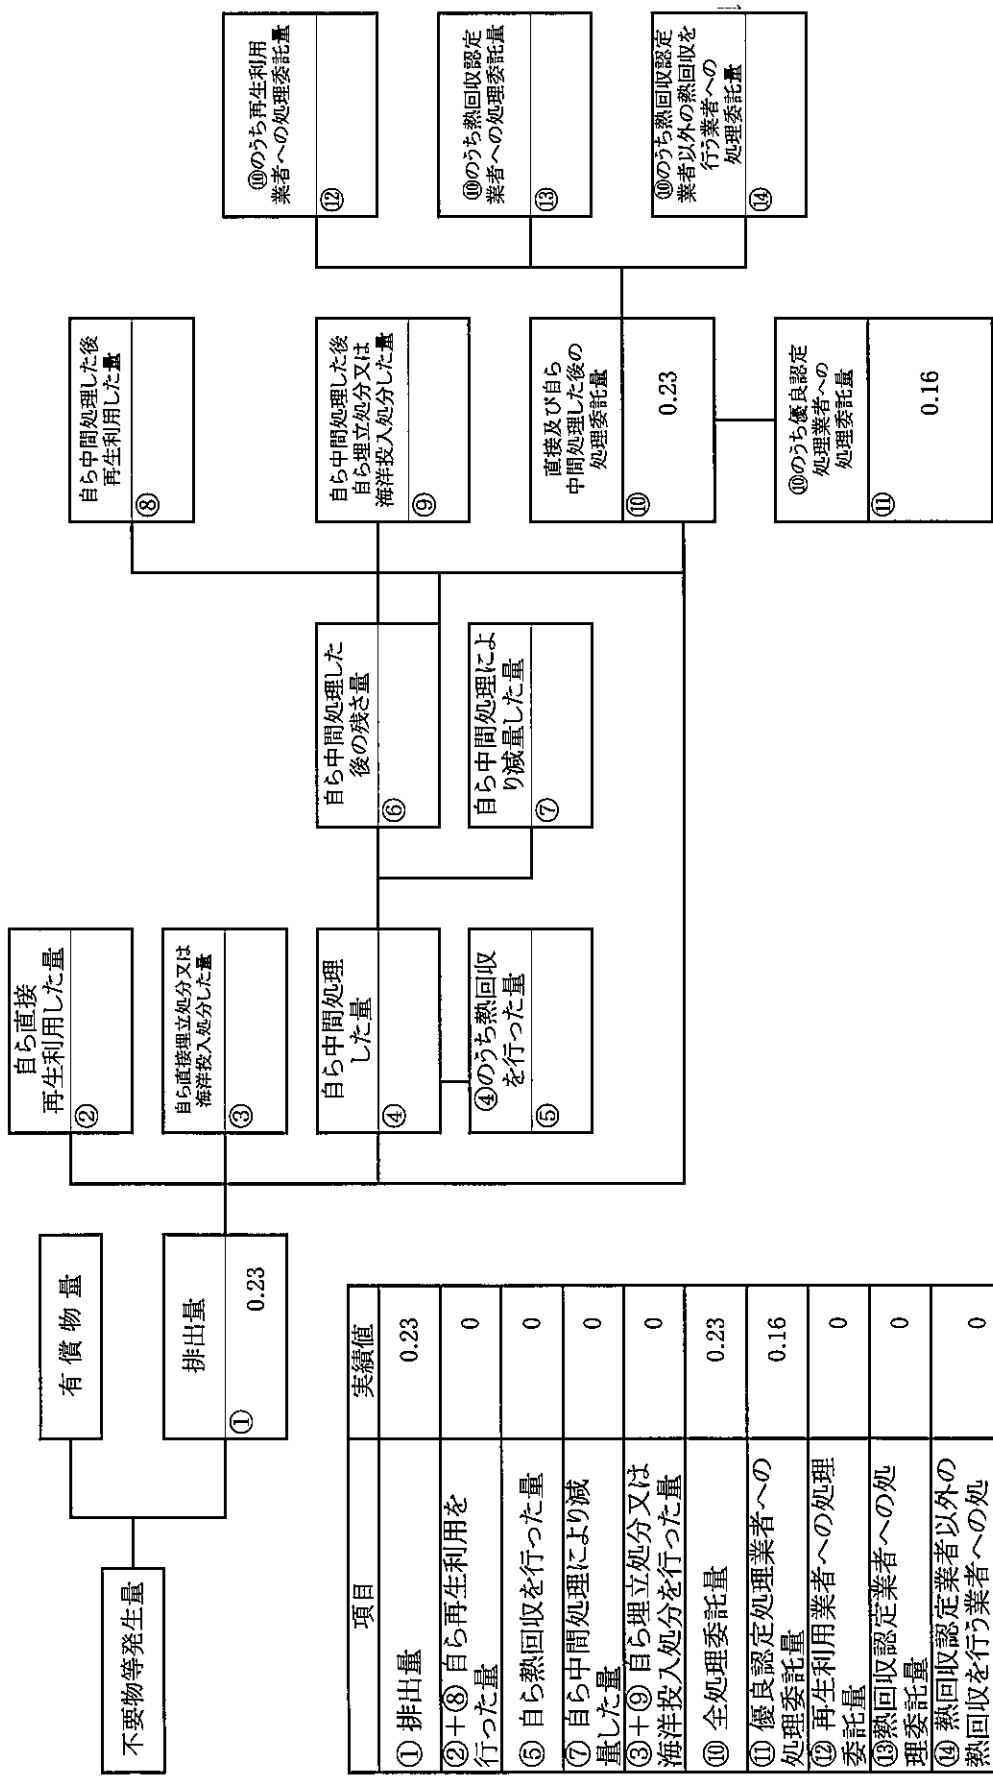 不要物等発生量
有 償 物 量
排出量
①
0.23
自ら直接
再生利用した量
②
自ら直接埋立処分又は
海洋投入処分した量
③
自ら中間処理
した量
④
④のうち熱回収
を行った量
⑤
自ら中間処理した
後の残さ量
⑥
自ら中間処理によ
り減量した量
⑦
自ら中間処理した後
再生利用した量
⑧
自ら中間処理した後
自ら埋立処分又は
海洋投入処分した量
⑨
直接及び自ら
中間処理した後の
処理委託量
⑩
0.23
⑩のうち優良認定
処理業者への
処理委託量
⑪
0.16
⑩のうち再生利用
業者への処理委託量
⑫
⑩のうち熱回収認定
業者への処理委託量
⑬
⑩のうち熱回収認定
業者以外の熱回収を
行う業者への
処理委託量
⑭
項目 実績値
① 排出量 0.23
②+⑧ 自ら再生利用を
行った量 0
⑤ 自ら熱回収を行った量 0
⑦ 自ら中間処理により減
量した量 0
③+⑨ 自ら埋立処分又は
海洋投入処分を行った量 0
⑩ 全処理委託量 0.23
⑪ 優良認定処理業者への
処理委託量 0.16
⑫ 再生利用業者への処理
委託量 0
⑬熱回収認定業者への処
理委託量 0
⑭ 熱回収認定業者以外の
熱回収を行う業者への処 0